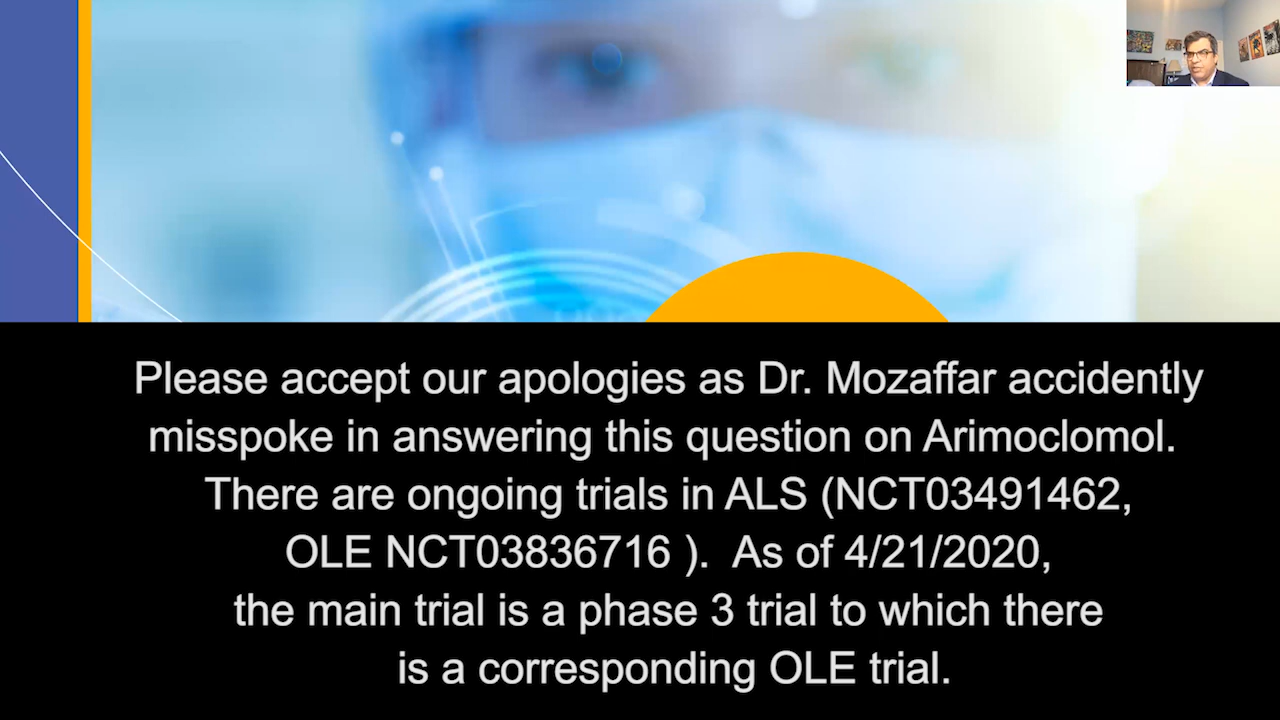 Please accept our apologies as Dr. Mozaffar accidently
misspoke in answering this question on Arimoclomol.
There are ongoing trials in ALS (NCT03491462,
OLE NCT03836716 ).  As of 4/21/2020,
the main trial is a phase 3 trial to which there
is a corresponding OLE trial.